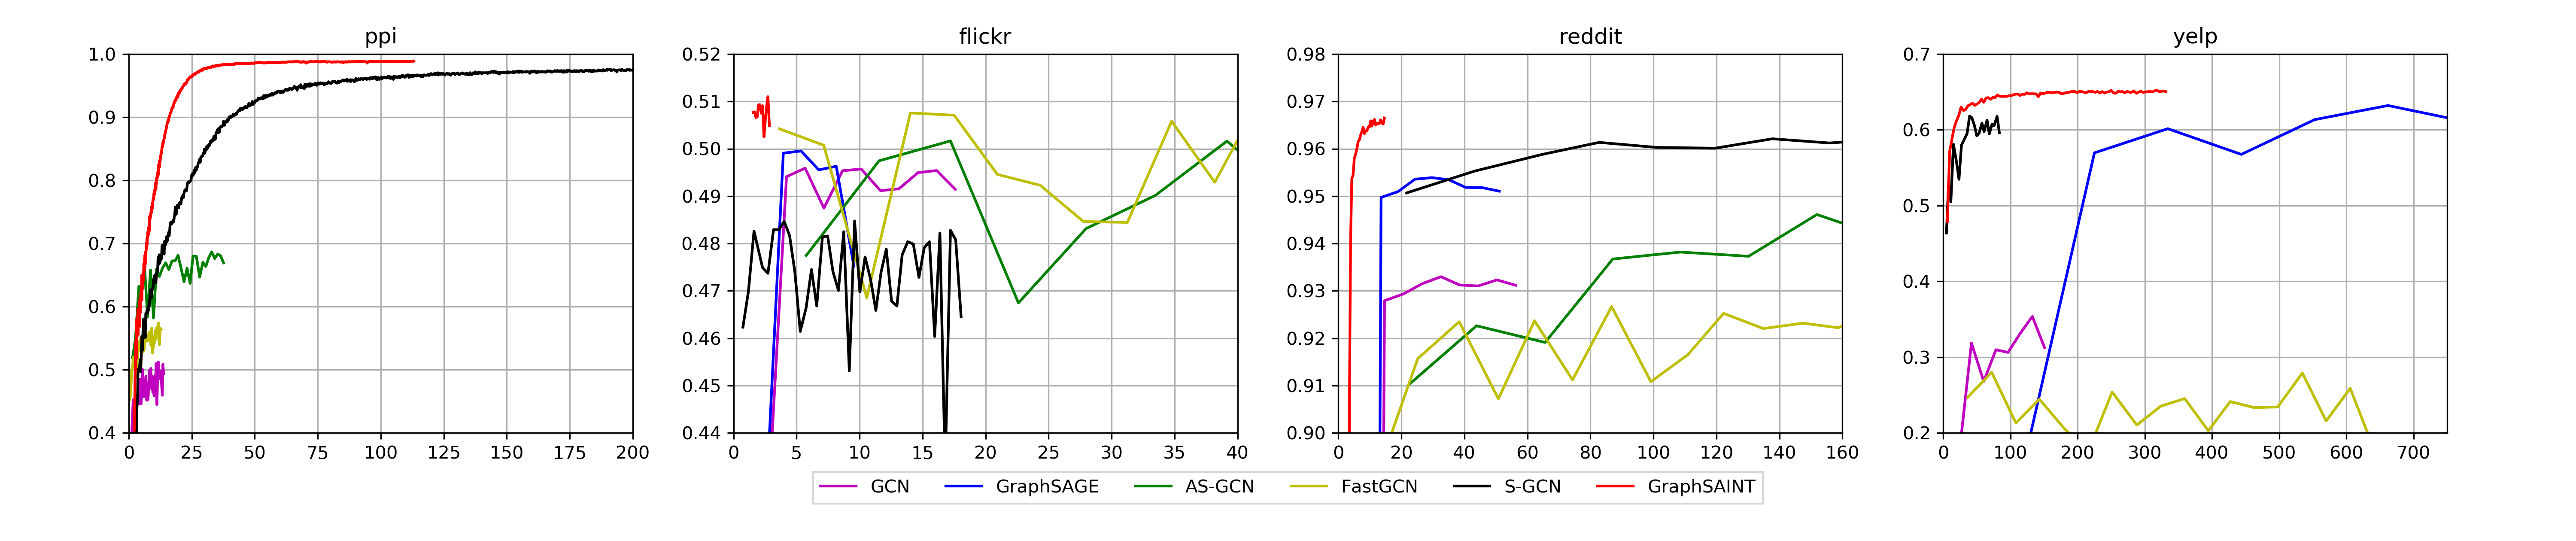 ppi flickr reddit yelp
1.0 0.52 0.98 0.7
0.9 0.51 0.97 0.6
0.8 0.50 0.96 0.5
0.7 0.49 0.95 0.4
0.6 0.48 0.94 0.3
0.5 0.47 0.93 0.2
0.4 0.46 0.92
0.45 0.91
0.44 0.90
0 25 50 75 100 125 150 175 200 0 5 10 15 20 25 30 35 40 0 20 40 60 80 100 120 140 160 0 100 200 300 400 500 600 700
GCN GraphSAGE AS-GCN FastGCN S-GCN GraphSAINT